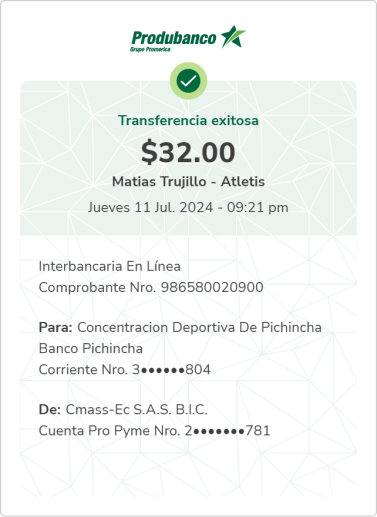 Produbanco
Grupo Promerica
Transferencia exitosa
$32.00
Matias Trujillo - Atletis
Jueves 11 Jul. 2024 - 09:21 pm
Interbancaria En Línea
Comprobante Nro. 986580020900
Para: Concentracion Deportiva De Pichincha
Banco Pichincha
Corriente Nro. 3••••••804
De: Cmass-Ec S.A.S. B.I.C.
Cuenta Pro Pyme Nro. 2•••••••781